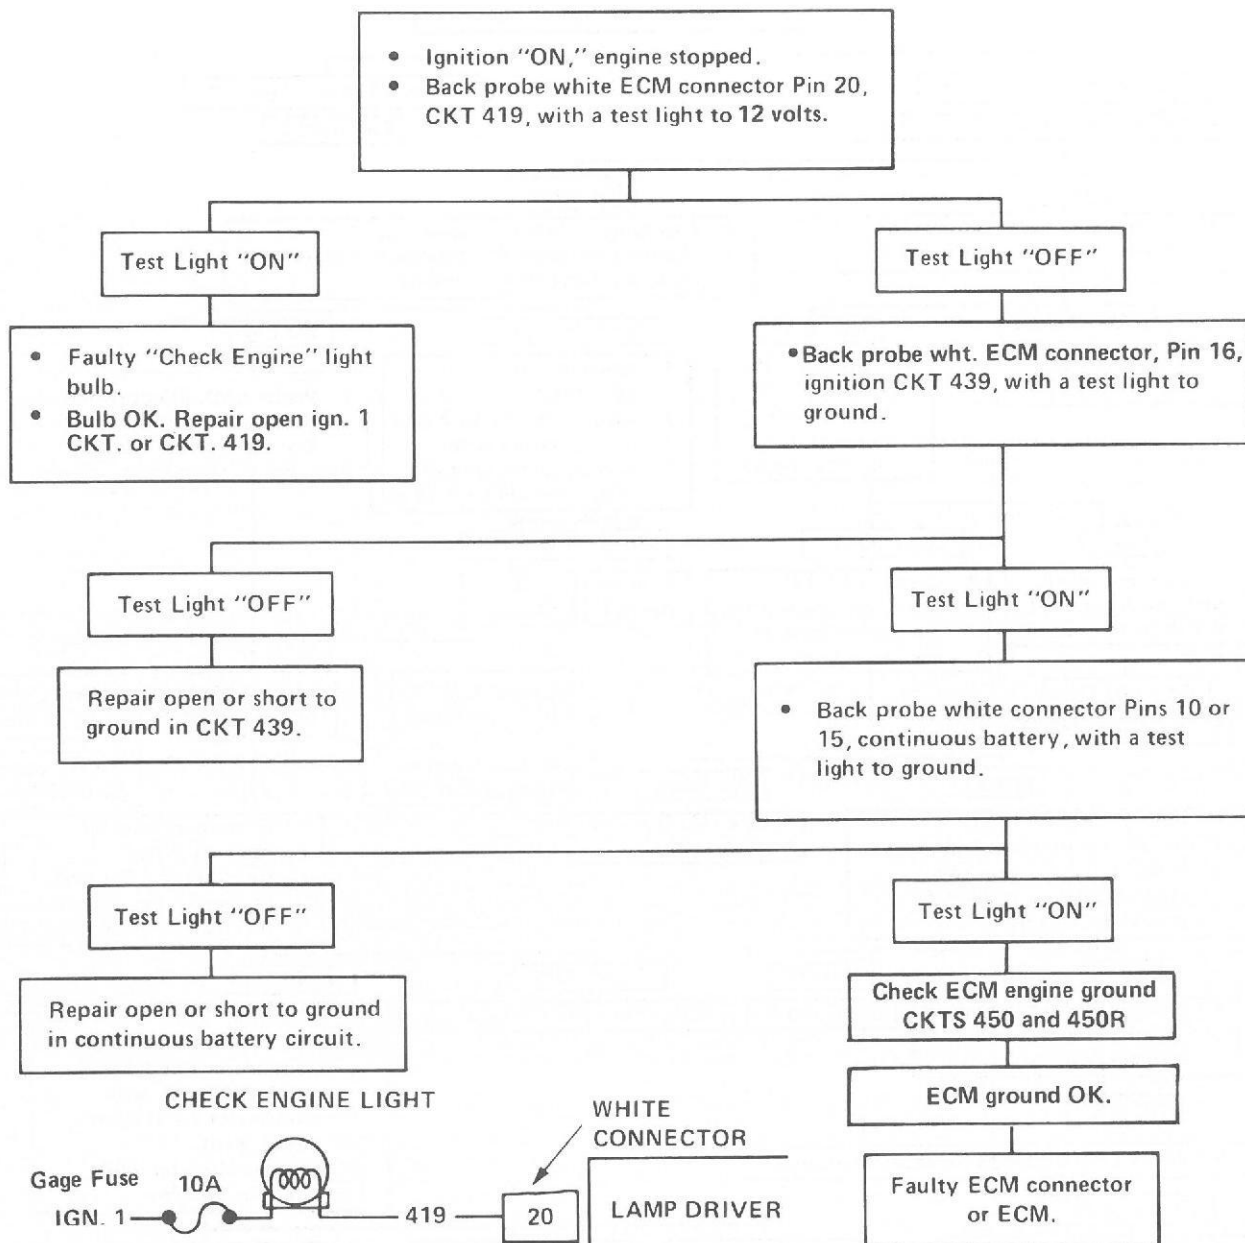 • Ignition "ON," engine stopped.
• Back probe white ECM connector Pin 20,
CKT 419, with a test light to 12 volts.
Test Light "ON"
Test Light "OFF"
• Faulty "Check Engine" light
bulb.
• Bulb OK. Repair open ign. 1
CKT. or CKT. 419.
• Back probe wht. ECM connector, Pin 16,
ignition CKT 439, with a test light to
ground.
Test Light "OFF"
Test Light "ON"
Repair open or short to
ground in CKT 439.
• Back probe white connector Pins 10 or
15, continuous battery, with a test
light to ground.
Test Light "OFF"
Test Light "ON"
Repair open or short to ground
in continuous battery circuit.
Check ECM engine ground
CKTS 450 and 450R
ECM ground OK.
Faulty ECM connector
or ECM.
CHECK ENGINE LIGHT
WHITE
CONNECTOR
Gage Fuse
10A
IGN. 1
419
20
LAMP DRIVER